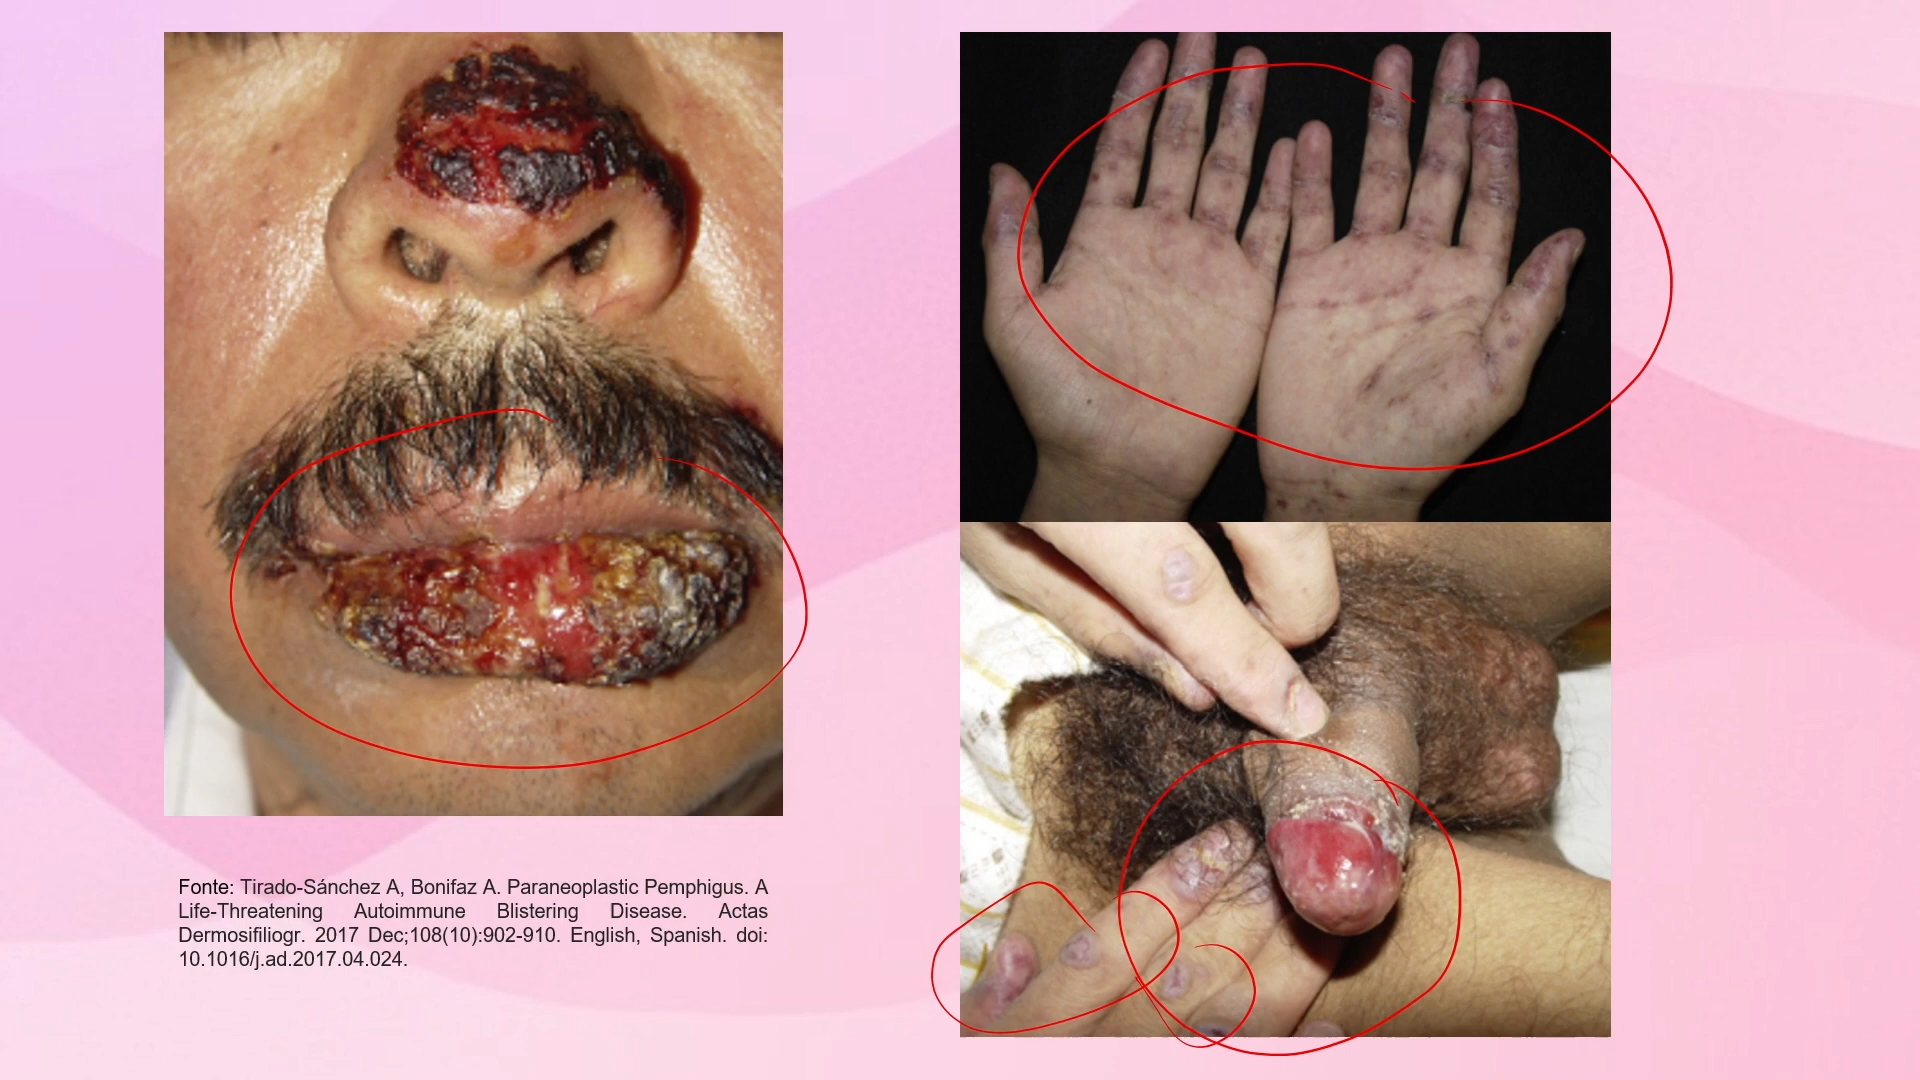 Fonte: Tirado-Sánchez A, Bonifaz A. Paraneoplastic Pemphigus. A
Life-Threatening Autoimmune Blistering Disease. Actas
Dermosifiliogr. 2017 Dec;108(10):902-910. English, Spanish. doi:
10.1016/j.ad.2017.04.024.